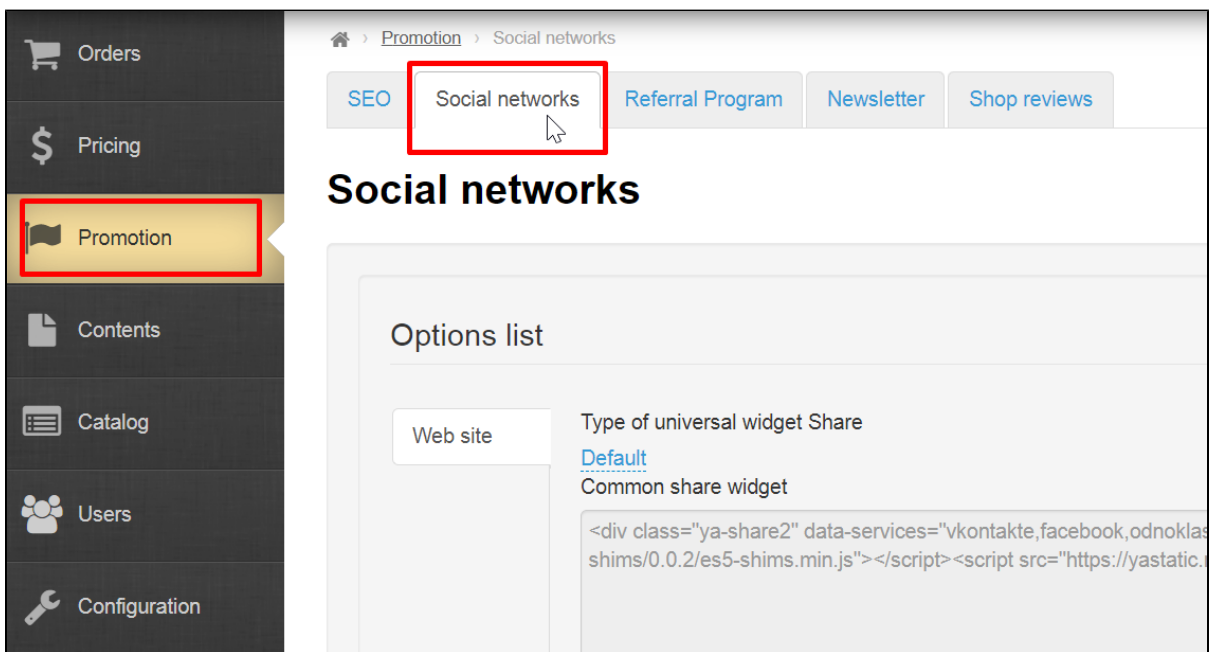 Orders
Pricing
Promotion
Contents
Catalog
Users
Configuration
Promotion › Social networks
SEO
Social networks
Referral Program
Newsletter
Shop reviews
Social networks
Options list
Web site
Type of universal widget Share
Default
Common share widget
<div class="ya-share2" data-services="vkontakte,facebook,odnoklas
shims/0.0.2/es5-shims.min.js"></script><script src="https://yastatic.